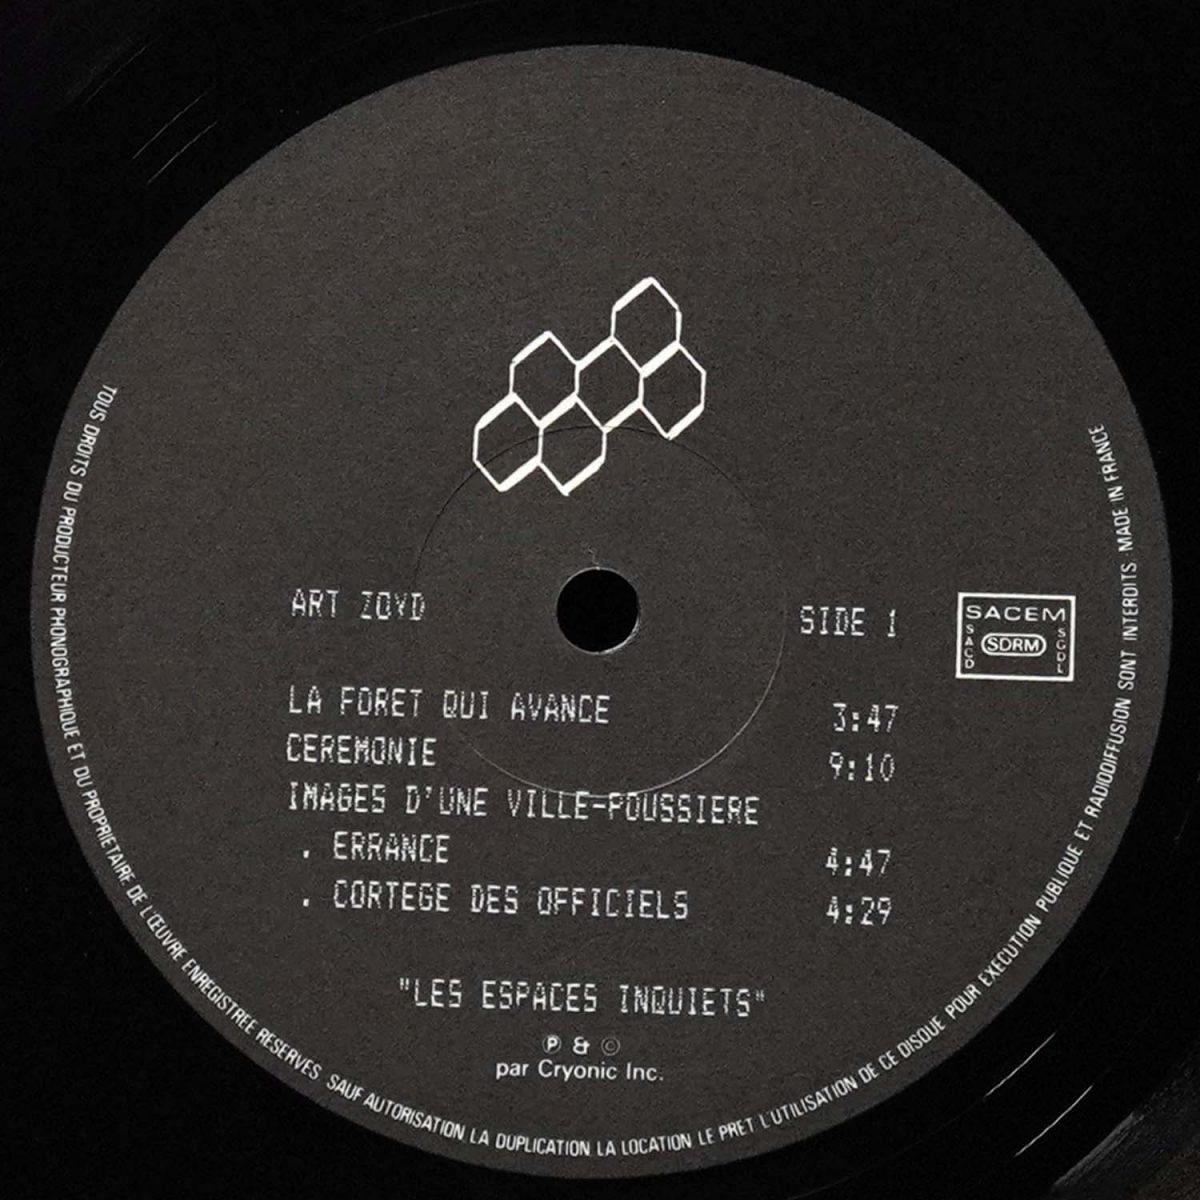 ART ZOYD
SIDE 1
SACEM
SACD
SDRM
SGDL
LA FORET QUI AVANCE 3:47
CEREMONIE 9:10
IMAGES D'UNE VILLE-POUSSIERE
. ERRANCE 4:47
. CORTEGE DES OFFICIELS 4:29
"LES ESPACES INQUIETS"
Ⓟ & ©
par Cryonic Inc.
TOUS DROITS DU PRODUCTEUR PHONOGRAPHIQUE ET DU PROPRIETAIRE DE L'ŒUVRE ENREGISTREE RESERVES SAUF AUTORISATION LA DUPLICATION LA LOCATION LE PRET L'UTILISATION DE CE DISQUE POUR EXECUTION PUBLIQUE ET RADIODIFFUSION SONT INTERDITS MADE IN FRANCE